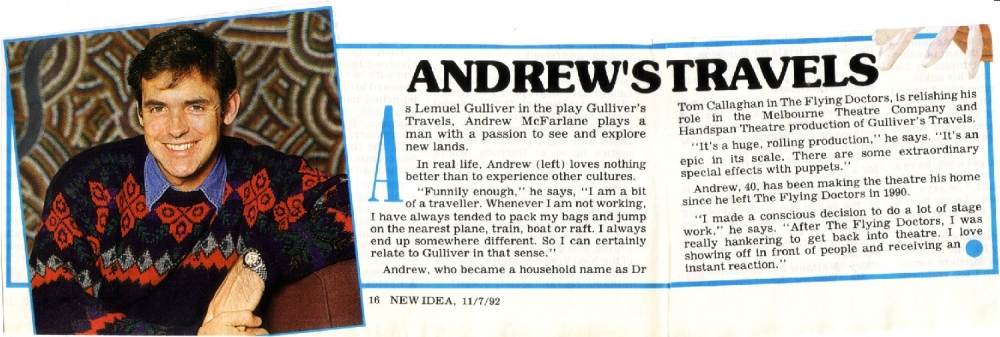 ANDREW'S TRAVELS
As Lemuel Gulliver in the play Gulliver's
Travels, Andrew McFarlane plays a
man with a passion to see and explore
new lands.
In real life, Andrew (left) loves nothing
better than to experience other cultures.
"Funnily enough," he says, "I am a bit
of a traveller. Whenever I am not working,
I have always tended to pack my bags and jump
on the nearest plane, train, boat or raft. I always
end up somewhere different. So I can certainly
relate to Gulliver in that sense."
Andrew, who became a household name as Dr
Tom Callaghan in The Flying Doctors, is relishing his
role in the Melbourne Theatre Company and
Handspan Theatre production of Gulliver's Travels.
"It's a huge, rolling production," he says. "It's an
epic in its scale. There are some extraordinary
special effects with puppets."
Andrew, 40, has been making the theatre his home
since he left The Flying Doctors in 1990.
"I made a conscious decision to do a lot of stage
work," he says. "After The Flying Doctors, I was
really hankering to get back into theatre. I love
showing off in front of people and receiving an
instant reaction."
16 NEW IDEA, 11/7/92